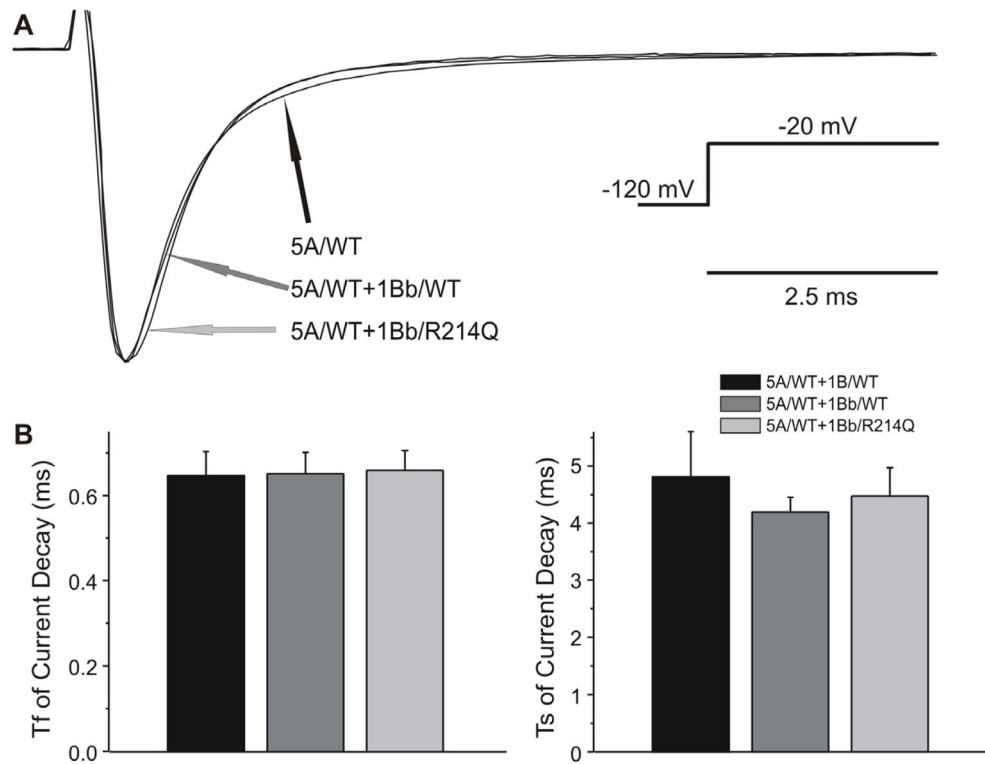 A
-20 mV
-120 mV
5A/WT
5A/WT+1Bb/WT
2.5 ms
5A/WT+1Bb/R214Q
5A/WT+1B/WT
5A/WT+1Bb/WT
5A/WT+1Bb/R214Q
B
Tf of Current Decay (ms)
0.6
0.4
0.2
0.0
Ts of Current Decay (ms)
5
4
3
2
1
0